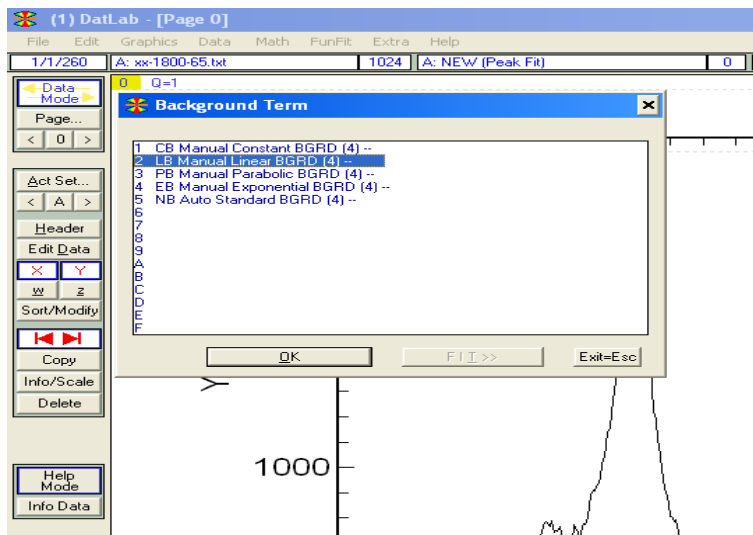 (1) DatLab - [Page 0]
File Edit Graphics Data Math FunFit Extra Help
1/1/260 A: xx-1800-65.txt 1024 A: NEW (Peak Fit) 0
0 Q=1
Data
Mode
Page...
< 0 >
Act Set...
< A >
Header
Edit Data
X Y
w z
Sort/Modify
Copy
Info/Scale
Delete
Help
Mode
Info Data
Background Term
1 CB Manual Constant BGRD (4) --
2 LB Manual Linear BGRD (4) --
3 PB Manual Parabolic BGRD (4) --
4 EB Manual Exponential BGRD (4) --
5 NB Auto Standard BGRD (4) --
6
7
8
9
A
B
C
D
E
F
OK FIT>> Exit=Esc
Y
1000